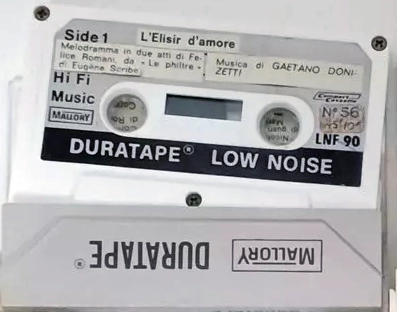 Side 1 L'Elisir d'amore
Melodramma in due atti di Fe-
lice Romani, da - Le philtre -
di Eugène Scribe
Musica di GAETANO DONI-
ZETTI
Hi Fi
Music
MALLORY
Compact
Cassette
N° 56
LNF 90
DURATAPE® LOW NOISE
MALLORY DURATAPE®